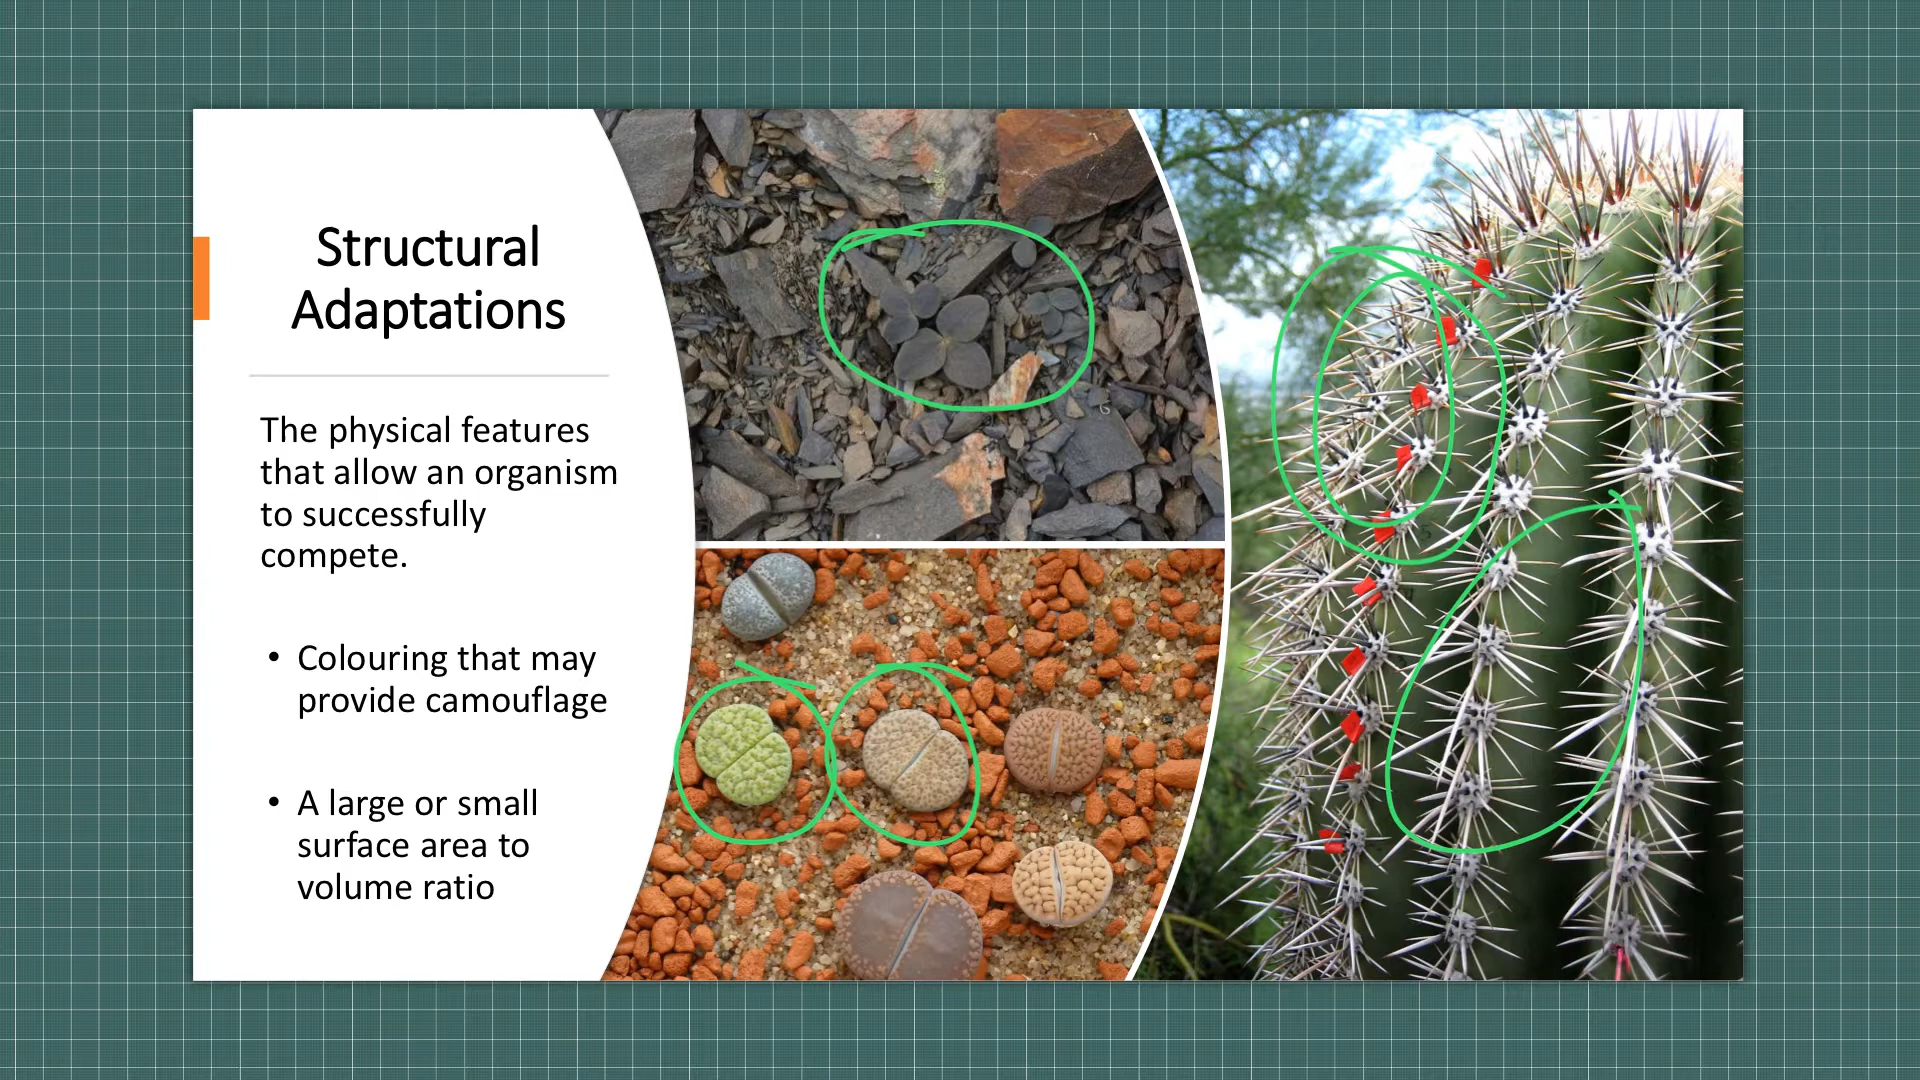 Structural
Adaptations
The physical features
that allow an organism
to successfully
compete.
• Colouring that may
provide camouflage
• A large or small
surface area to
volume ratio